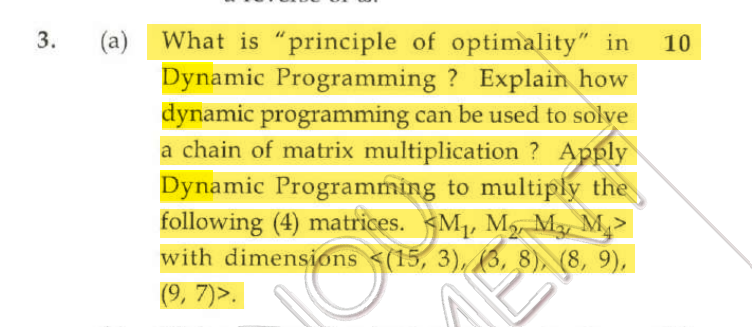 3. (a) What is “principle of optimality” in 10
Dynamic Programming ? Explain how
dynamic programming can be used to solve
a chain of matrix multiplication ? Apply
Dynamic Programming to multiply the
following (4) matrices. <M₁, M₂, M₃, M₄>
with dimensions <(15, 3), (3, 8), (8, 9),
(9, 7)>.